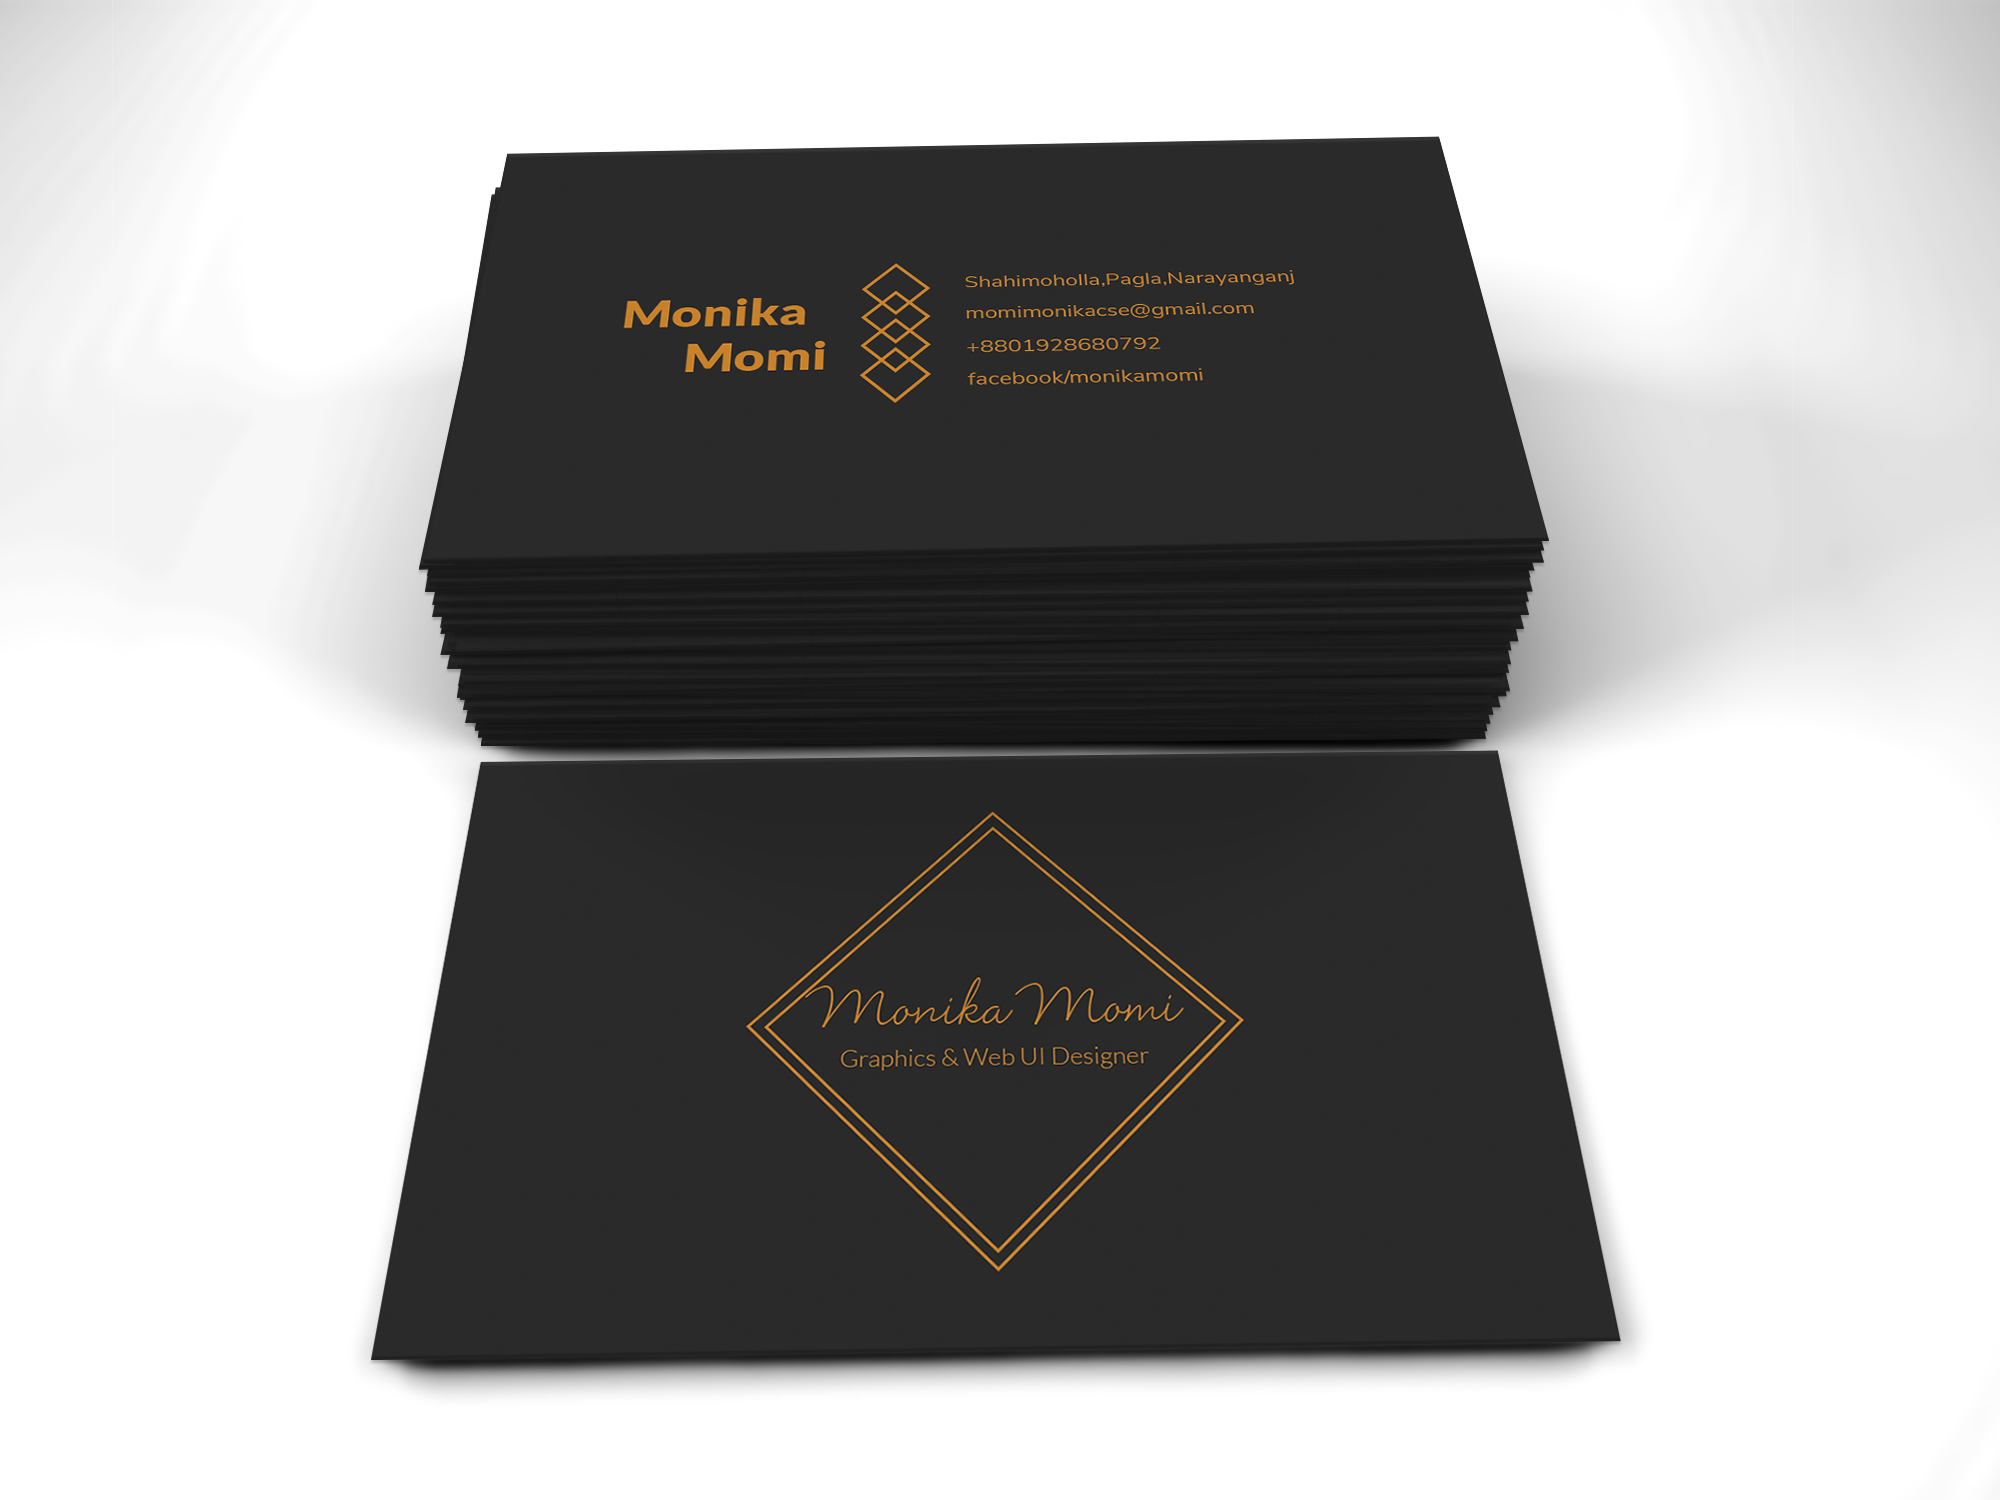 Monika
Momi
Shahimoholla,Pagla,Narayanganj
momimonikacse@gmail.com
+8801928680792
facebook/monikamomi
Monika Momi
Graphics & Web UI Designer